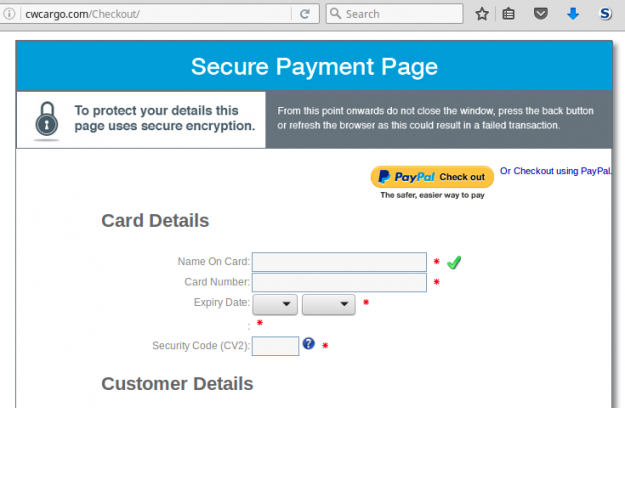 cwcargo.com/Checkout/
Search
S
Secure Payment Page
To protect your details this
page uses secure encryption.
From this point onwards do not close the window, press the back button
or refresh the browser as this could result in a failed transaction.
PayPal Check out
The safer, easier way to pay
Or Checkout using PayPal.
Card Details
Name On Card: *
Card Number: *
Expiry Date: *
: *
Security Code (CV2): ? *
Customer Details